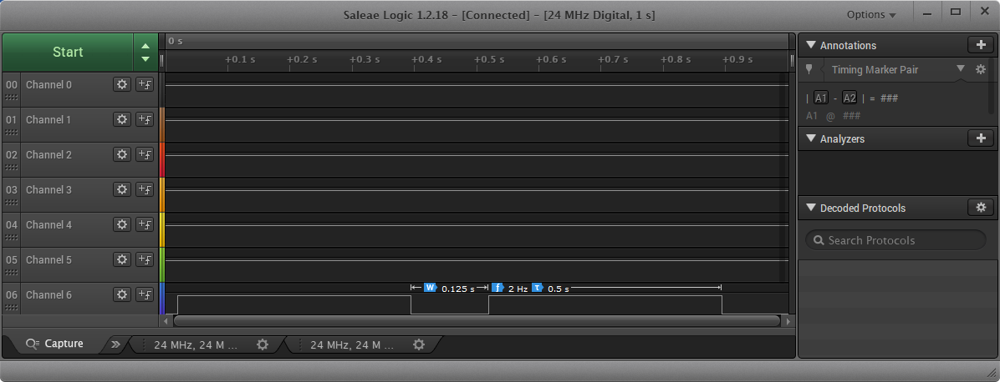 Saleae Logic 1.2.18 - [Connected] - [24 MHz Digital, 1 s]
Options
Start
0 s
+0.1 s +0.2 s +0.3 s +0.4 s +0.5 s +0.6 s +0.7 s +0.8 s +0.9 s
00 Channel 0
01 Channel 1
02 Channel 2
03 Channel 3
04 Channel 4
05 Channel 5
06 Channel 6
W 0.125 s f 2 Hz τ 0.5 s
Capture
24 MHz, 24 M ...
24 MHz, 24 M ...
Annotations
Timing Marker Pair
| A1 - A2 | = ###
A1 @ ###
Analyzers
Decoded Protocols
Search Protocols